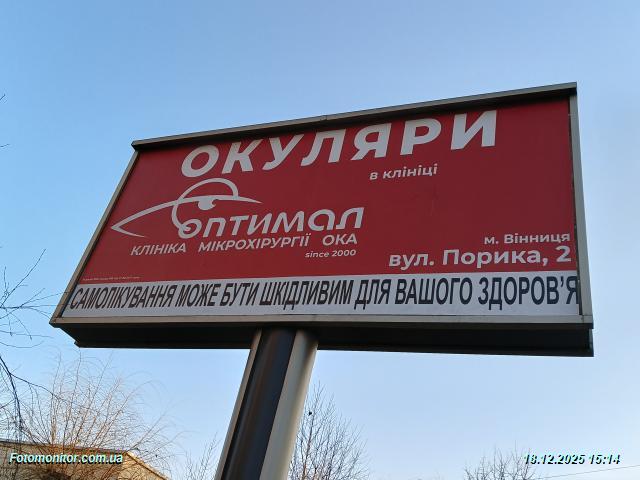 ОКУЛЯРИ
в клініці
оптимал
КЛІНІКА МІКРОХІРУРГІЇ ОКА
since 2000
м. Вінниця
вул. Порика, 2
САМОЛІКУВАННЯ МОЖЕ БУТИ ШКІДЛИВИМ ДЛЯ ВАШОГО ЗДОРОВ'Я
Fotomonitor.com.ua
18.12.2025 15:14